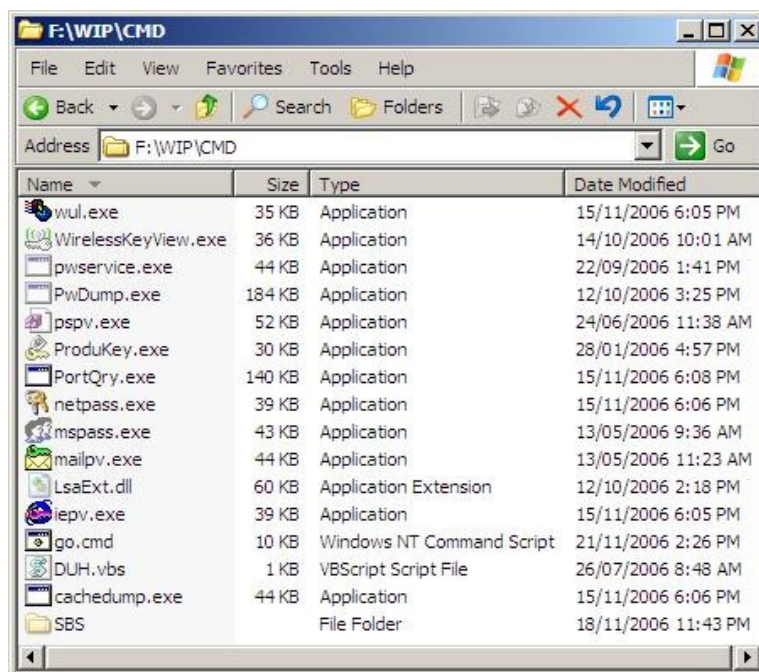 F:\WIP\CMD
File Edit View Favorites Tools Help
Back Search Folders
Address F:\WIP\CMD Go
Name Size Type Date Modified
wul.exe 35 KB Application 15/11/2006 6:05 PM
WirelessKeyView.exe 36 KB Application 14/10/2006 10:01 AM
pwservice.exe 44 KB Application 22/09/2006 1:41 PM
PwDump.exe 184 KB Application 12/10/2006 3:25 PM
pspv.exe 52 KB Application 24/06/2006 11:38 AM
ProduKey.exe 30 KB Application 28/01/2006 4:57 PM
PortQry.exe 140 KB Application 15/11/2006 6:08 PM
netpass.exe 39 KB Application 15/11/2006 6:06 PM
mspass.exe 43 KB Application 13/05/2006 9:36 AM
mailpv.exe 44 KB Application 13/05/2006 11:23 AM
LsaExt.dll 60 KB Application Extension 12/10/2006 2:18 PM
iepv.exe 39 KB Application 15/11/2006 6:05 PM
go.cmd 10 KB Windows NT Command Script 21/11/2006 2:26 PM
DUH.vbs 1 KB VBScript Script File 26/07/2006 8:48 AM
cachedump.exe 44 KB Application 15/11/2006 6:06 PM
SBS File Folder 18/11/2006 11:43 PM